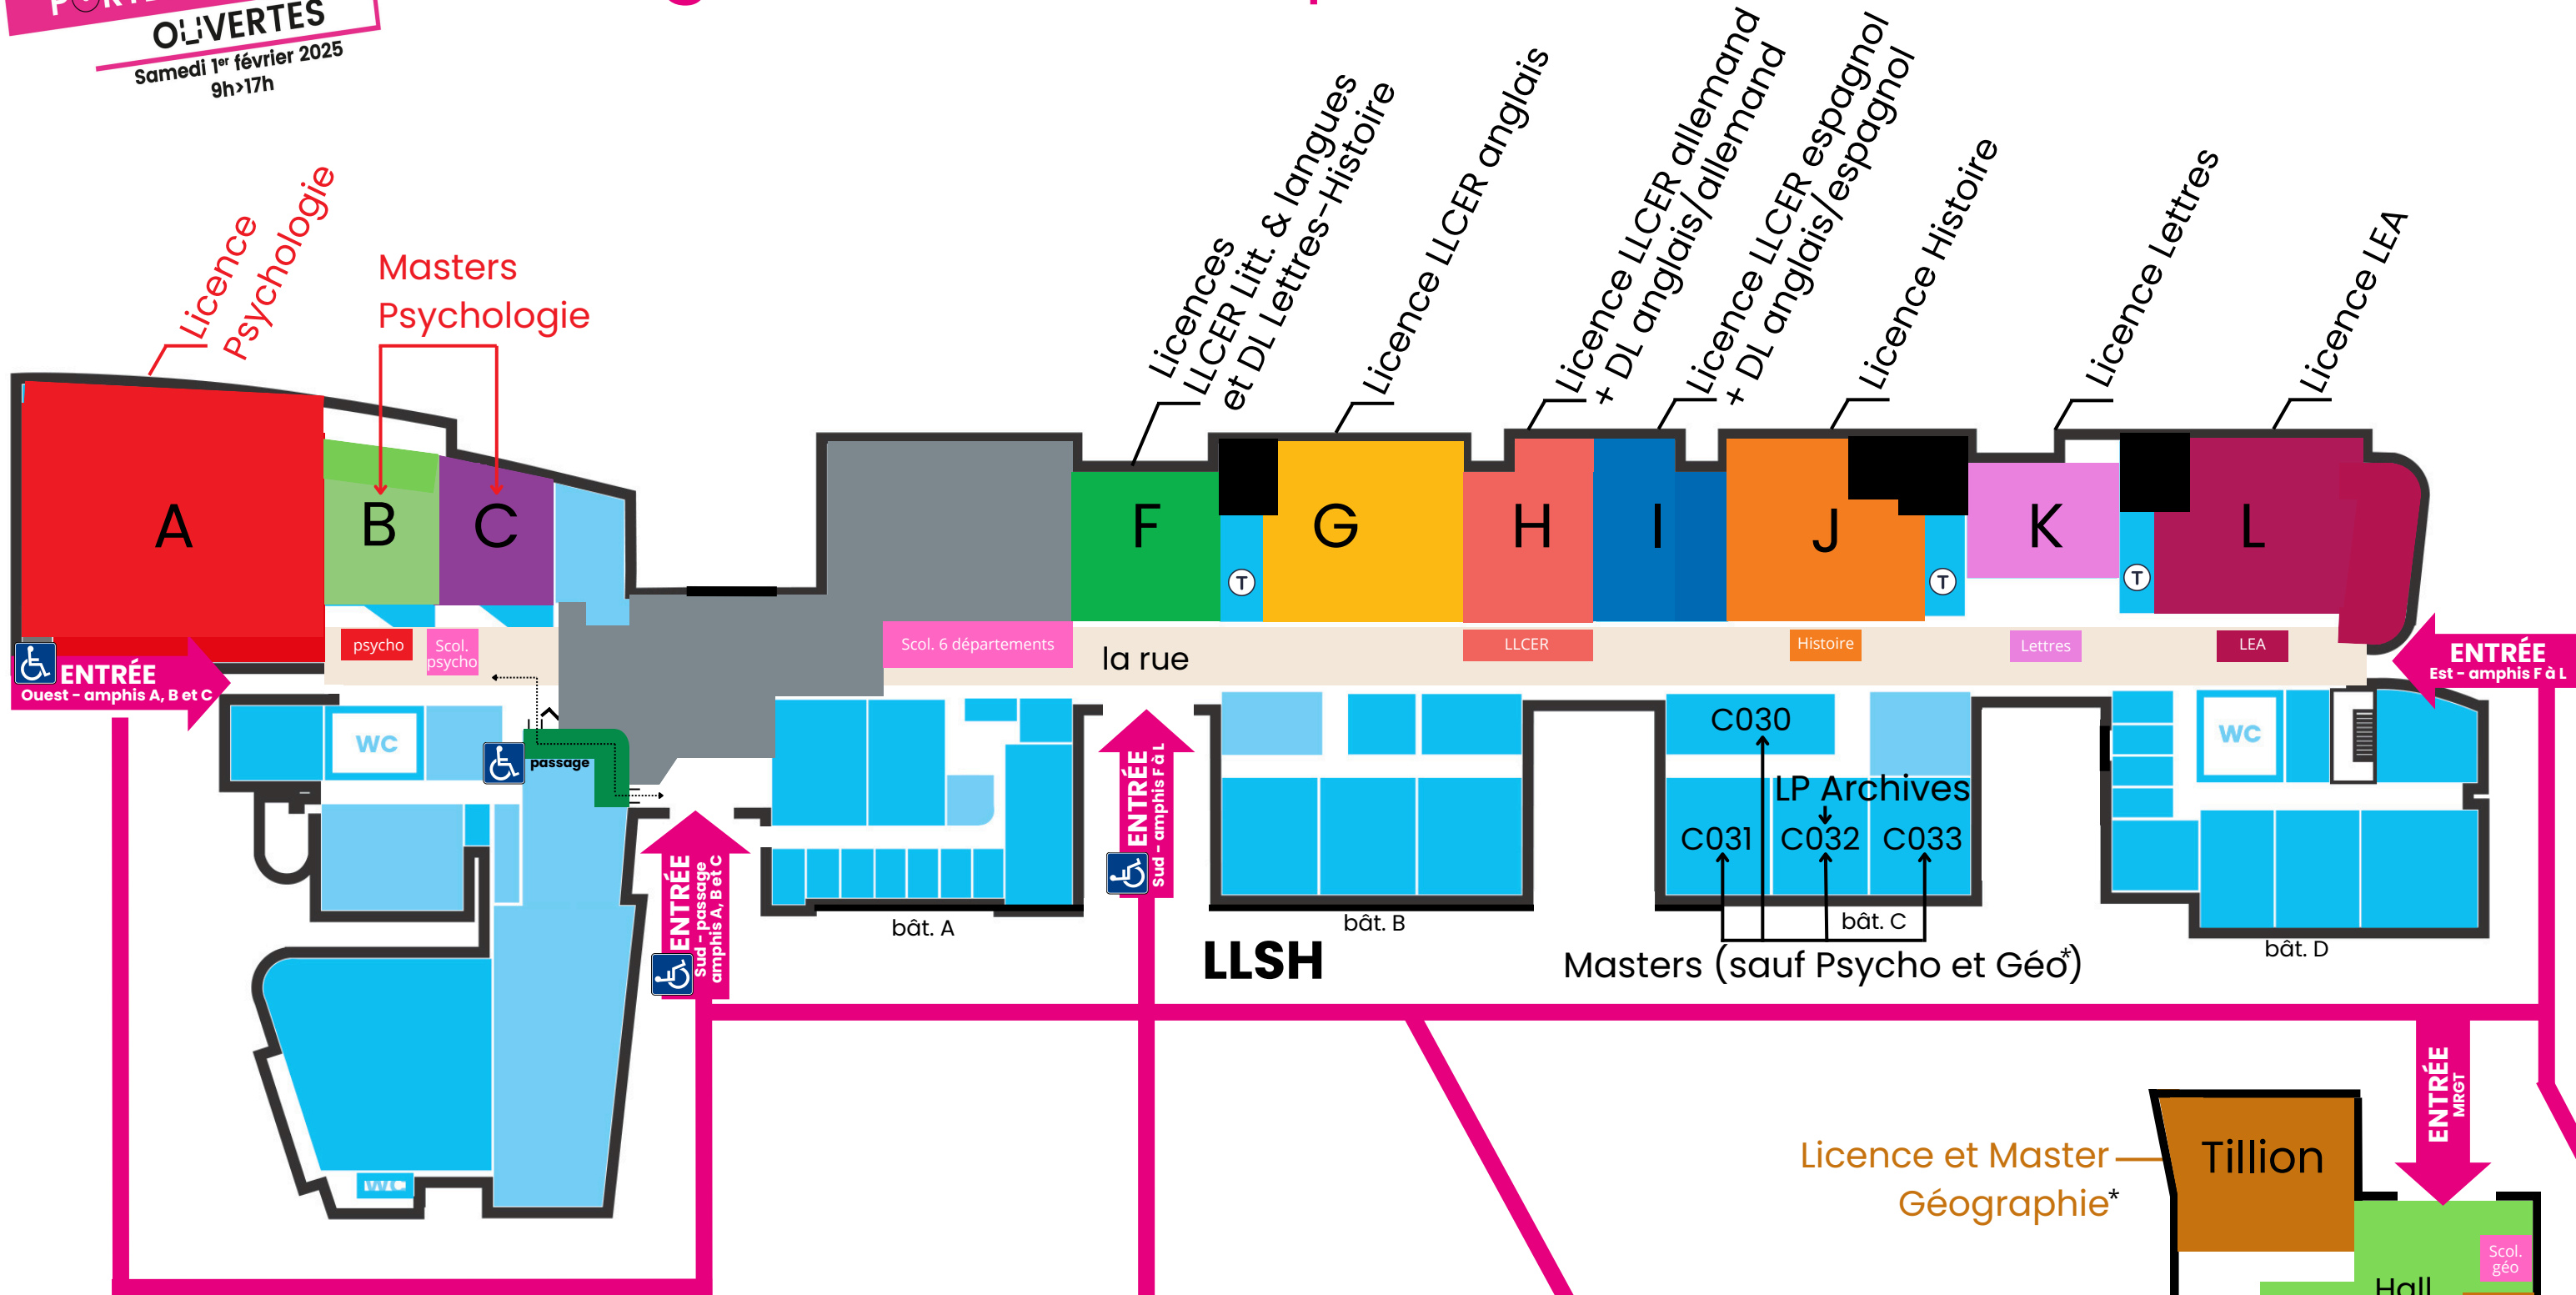 OUVERTES
Samedi 1er février 2025
9h>17h
Licence
Psychologie
Masters
Psychologie
Licences
LLCER Litt. & langues
et DL Lettres-Histoire
Licence LLCER anglais
Licence LLCER allemand
+ DL anglais/allemand
Licence LLCER espagnol
+ DL anglais/espagnol
Licence Histoire
Licence Lettres
Licence LEA
A
B
C
F
G
H
I
J
K
L
T
T
T
psycho
Scol.
psycho
Scol. 6 départements
la rue
LLCER
Histoire
Lettres
LEA
ENTRÉE
Ouest - amphis A, B et C
ENTRÉE
Est - amphis F à L
WC
passage
ENTRÉE
Sud - passage
amphis A, B et C
ENTRÉE
Sud - amphis F à L
C030
LP Archives
C031
C032
C033
WC
bât. A
bât. B
bât. C
bât. D
LLSH
Masters (sauf Psycho et Géo*)
WC
ENTRÉE
MRGT
Licence et Master
Géographie*
Tillion
Scol.
géo
Hall